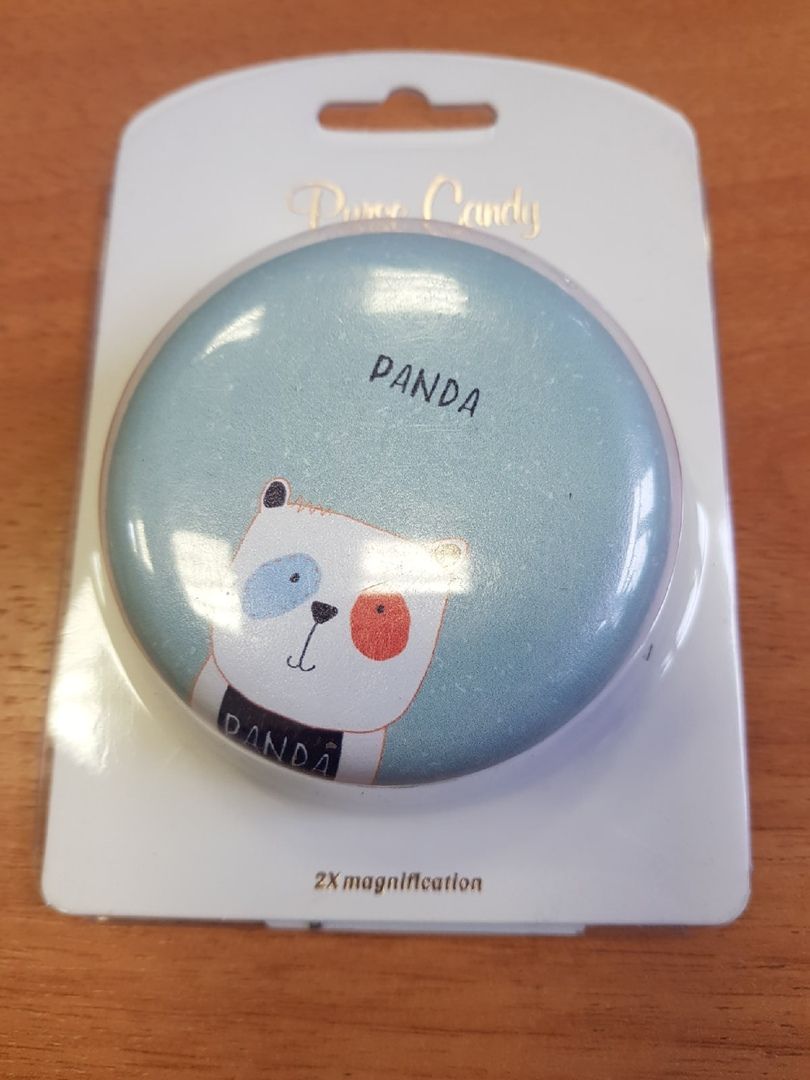 Purse Candy
PANDA
PANDA
2X magnification